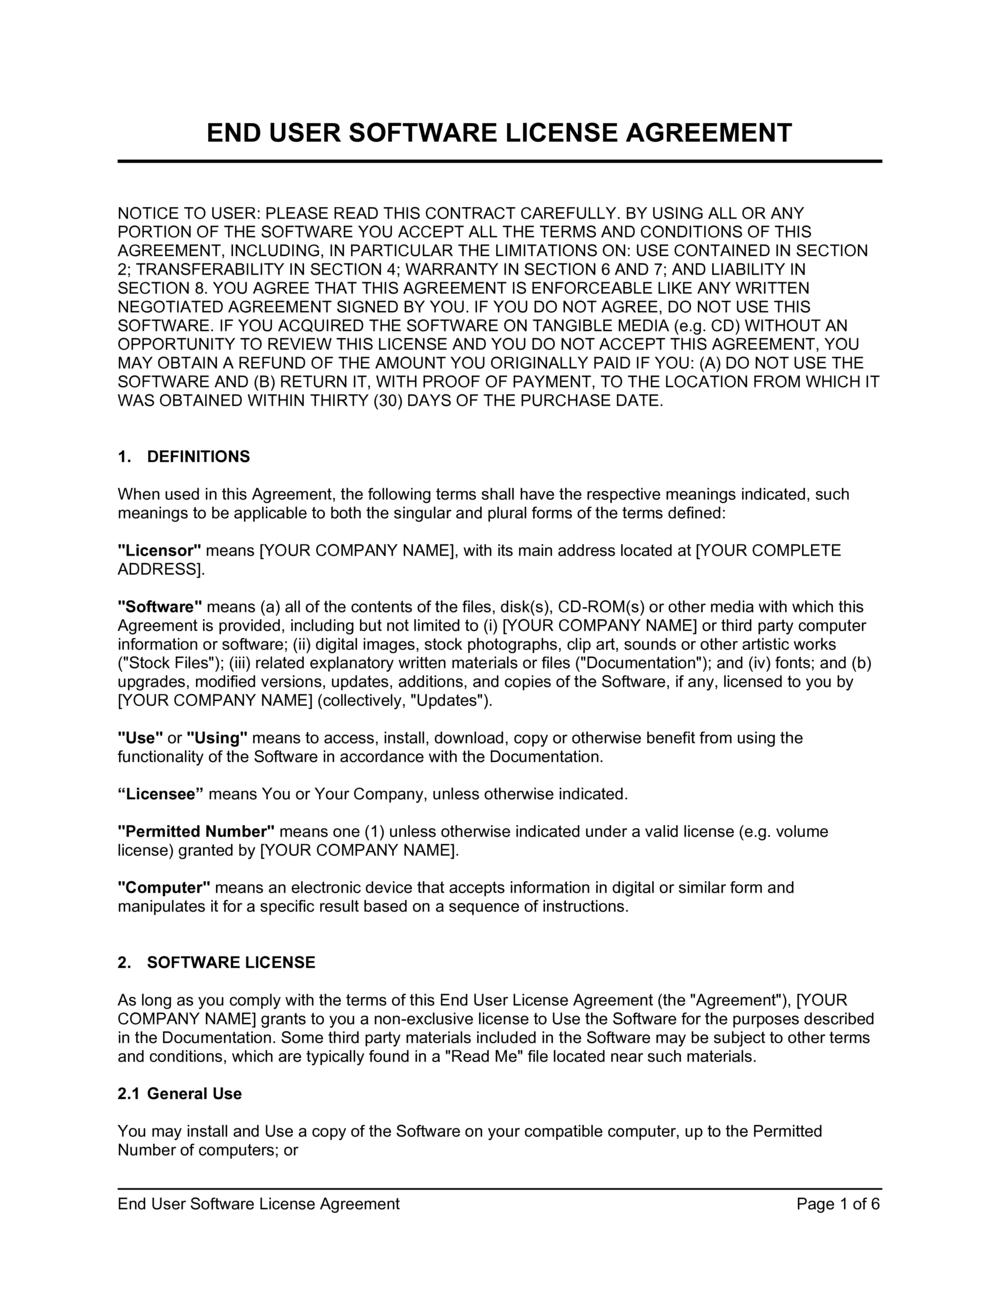 END USER SOFTWARE LICENSE AGREEMENT
NOTICE TO USER: PLEASE READ THIS CONTRACT CAREFULLY. BY USING ALL OR ANY
PORTION OF THE SOFTWARE YOU ACCEPT ALL THE TERMS AND CONDITIONS OF THIS
AGREEMENT, INCLUDING, IN PARTICULAR THE LIMITATIONS ON: USE CONTAINED IN SECTION
2; TRANSFERABILITY IN SECTION 4; WARRANTY IN SECTION 6 AND 7; AND LIABILITY IN
SECTION 8. YOU AGREE THAT THIS AGREEMENT IS ENFORCEABLE LIKE ANY WRITTEN
NEGOTIATED AGREEMENT SIGNED BY YOU. IF YOU DO NOT AGREE, DO NOT USE THIS
SOFTWARE. IF YOU ACQUIRED THE SOFTWARE ON TANGIBLE MEDIA (e.g. CD) WITHOUT AN
OPPORTUNITY TO REVIEW THIS LICENSE AND YOU DO NOT ACCEPT THIS AGREEMENT, YOU
MAY OBTAIN A REFUND OF THE AMOUNT YOU ORIGINALLY PAID IF YOU: (A) DO NOT USE THE
SOFTWARE AND (B) RETURN IT, WITH PROOF OF PAYMENT, TO THE LOCATION FROM WHICH IT
WAS OBTAINED WITHIN THIRTY (30) DAYS OF THE PURCHASE DATE.
1. DEFINITIONS
When used in this Agreement, the following terms shall have the respective meanings indicated, such
meanings to be applicable to both the singular and plural forms of the terms defined:
"Licensor" means [YOUR COMPANY NAME], with its main address located at [YOUR COMPLETE
ADDRESS].
"Software" means (a) all of the contents of the files, disk(s), CD-ROM(s) or other media with which this
Agreement is provided, including but not limited to (i) [YOUR COMPANY NAME] or third party computer
information or software; (ii) digital images, stock photographs, clip art, sounds or other artistic works
("Stock Files"); (iii) related explanatory written materials or files ("Documentation"); and (iv) fonts; and (b)
upgrades, modified versions, updates, additions, and copies of the Software, if any, licensed to you by
[YOUR COMPANY NAME] (collectively, "Updates").
"Use" or "Using" means to access, install, download, copy or otherwise benefit from using the
functionality of the Software in accordance with the Documentation.
“Licensee” means You or Your Company, unless otherwise indicated.
"Permitted Number" means one (1) unless otherwise indicated under a valid license (e.g. volume
license) granted by [YOUR COMPANY NAME].
"Computer" means an electronic device that accepts information in digital or similar form and
manipulates it for a specific result based on a sequence of instructions.
2. SOFTWARE LICENSE
As long as you comply with the terms of this End User License Agreement (the "Agreement"), [YOUR
COMPANY NAME] grants to you a non-exclusive license to Use the Software for the purposes described
in the Documentation. Some third party materials included in the Software may be subject to other terms
and conditions, which are typically found in a "Read Me" file located near such materials.
2.1 General Use
You may install and Use a copy of the Software on your compatible computer, up to the Permitted
Number of computers; or
End User Software License Agreement Page 1 of 6